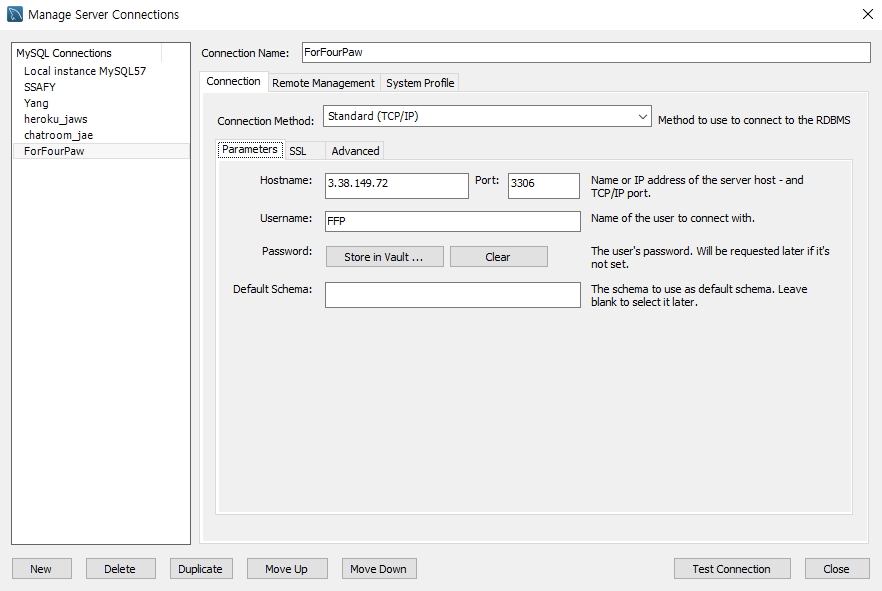 Manage Server Connections
MySQL Connections
Local instance MySQL57
SSAFY
Yang
heroku_jaws
chatroom_jae
ForFourPaw
Connection Name: ForFourPaw
Connection Remote Management System Profile
Connection Method: Standard (TCP/IP) Method to use to connect to the RDBMS
Parameters SSL Advanced
Hostname: 3.38.149.72 Port: 3306 Name or IP address of the server host - and
TCP/IP port.
Username: FFP Name of the user to connect with.
Password: Store in Vault ... Clear The user's password. Will be requested later if it's
not set.
Default Schema: The schema to use as default schema. Leave
blank to select it later.
New Delete Duplicate Move Up Move Down Test Connection Close